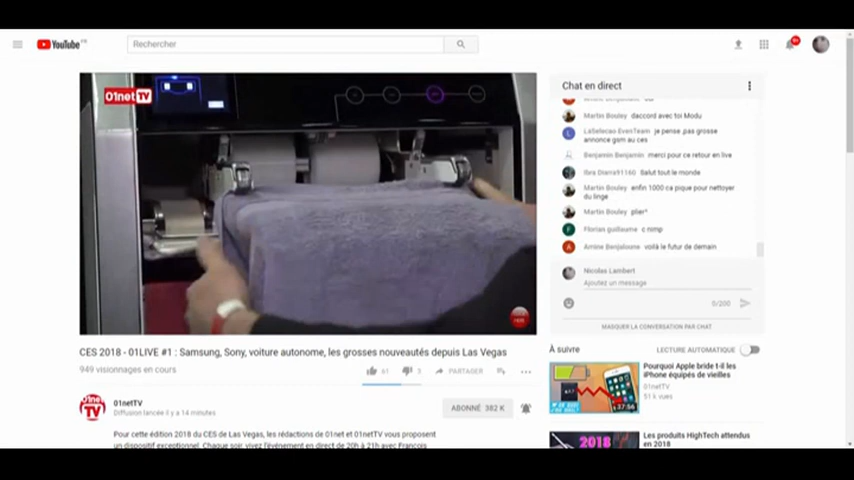 YouTube FR
Rechercher
01net TV
Chat en direct
Martin Bouley daccord avec toi Modu
LaSelecao EvenTeam je pense ,pas grosse
annonce gsm au ces
Benjamin Benjamin merci pour ce retour en live
Ibra Diarra91160 Salut tout le monde
Martin Bouley enfin 1000 ca pique pour nettoyer
du linge
Martin Bouley plier*
Florian guillaume c nimp
voilà le futur de demain
Nicolas Lambert
Ajoutez un message
0/200
MASQUER LA CONVERSATION PAR CHAT
CES 2018 - 01LIVE #1 : Samsung, Sony, voiture autonome, les grosses nouveautés depuis Las Vegas
949 visionnages en cours
61
3
PARTAGER
À suivre
LECTURE AUTOMATIQUE
Pourquoi Apple bride t-il les
iPhone équipés de vieilles
01netTV
51 k vues
37:56
01net TV
01netTV
Diffusion lancée il y a 14 minutes
ABONNÉ 382 K
Pour cette édition 2018 du CES de Las Vegas, les rédactions de 01net et 01netTV vous proposent
un dispositif exceptionnel. Chaque soir, vivez l'événement en direct de 20h à 21h avec François
2018
Les produits HighTech attendus
en 2018